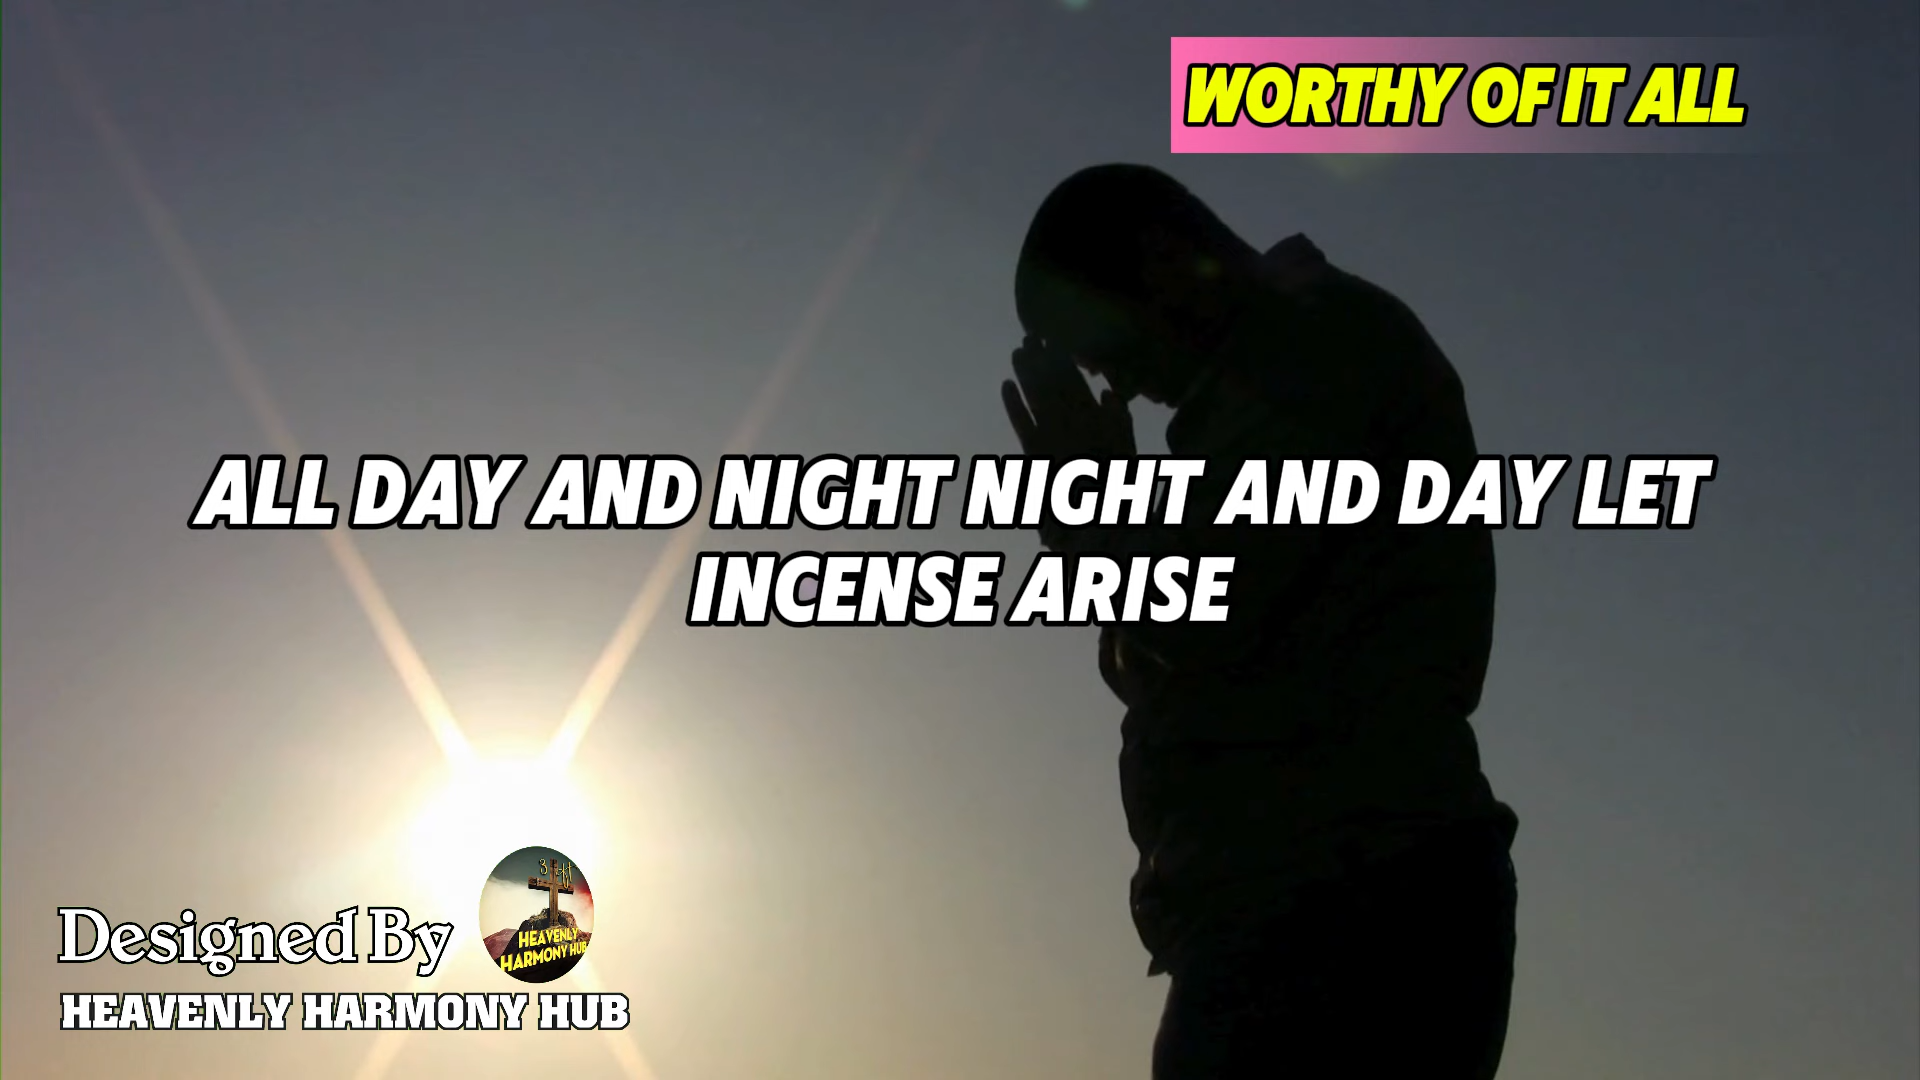 WORTHY OF IT ALL
ALL DAY AND NIGHT NIGHT AND DAY LET
INCENSE ARISE
Designed By
HEAVENLY
HARMONY HUB
HEAVENLY HARMONY HUB